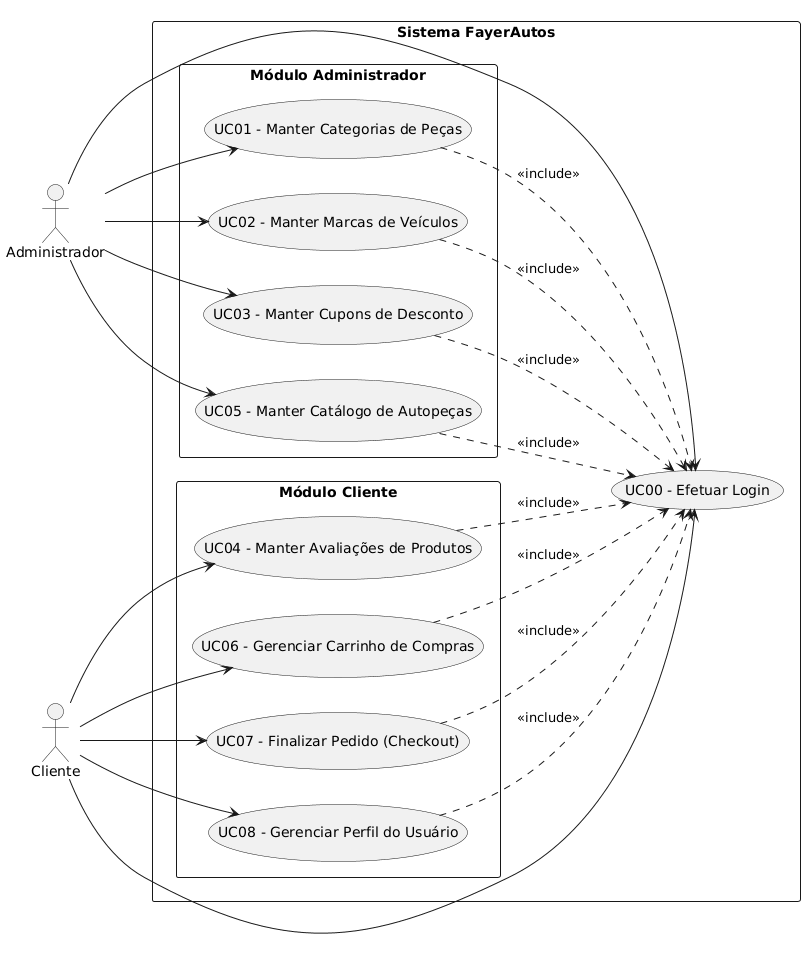 Sistema FayerAutos
Módulo Administrador
UC01 - Manter Categorias de Peças
«include»
UC02 - Manter Marcas de Veículos
Administrador
«include»
UC03 - Manter Cupons de Desconto
«include»
UC05 - Manter Catálogo de Autopeças
«include»
UC00 - Efetuar Login
Módulo Cliente
«include»
UC04 - Manter Avaliações de Produtos
«include»
UC06 - Gerenciar Carrinho de Compras
«include»
UC07 - Finalizar Pedido (Checkout)
«include»
Cliente
UC08 - Gerenciar Perfil do Usuário